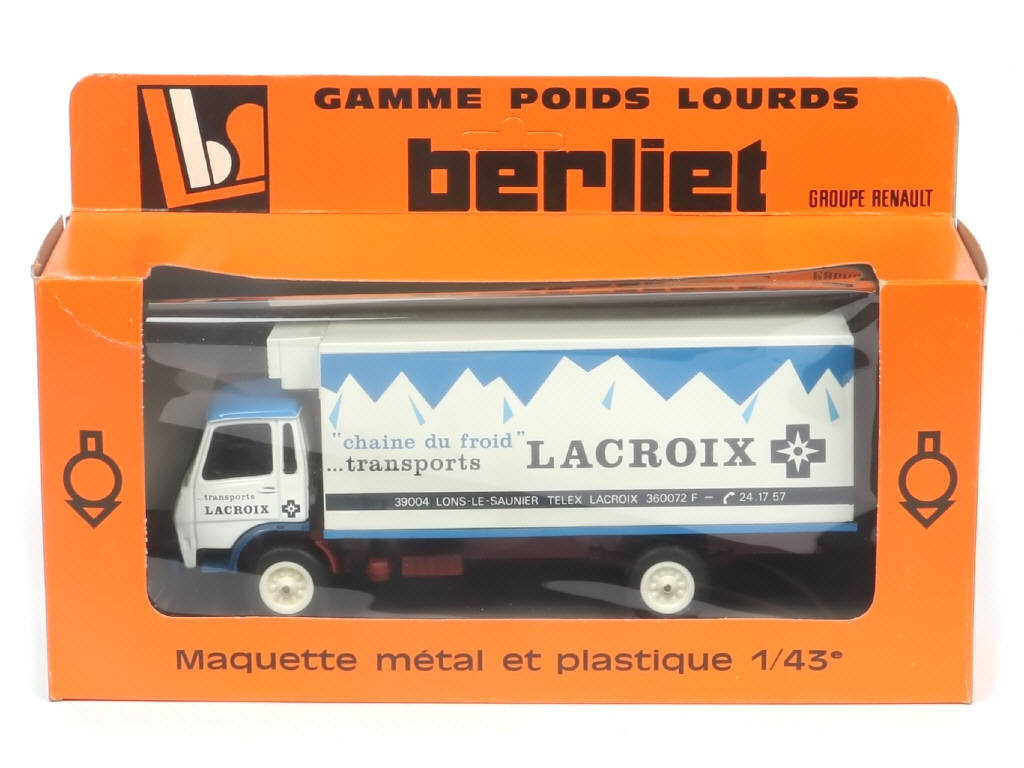 GAMME POIDS LOURDS
berliet
GROUPE RENAULT
"chaine du froid"
...transports LACROIX
39004 LONS-LE-SAUNIER TELEX LACROIX 360072 F - 24 17 57
...transports
LACROIX
Maquette métal et plastique 1/43e